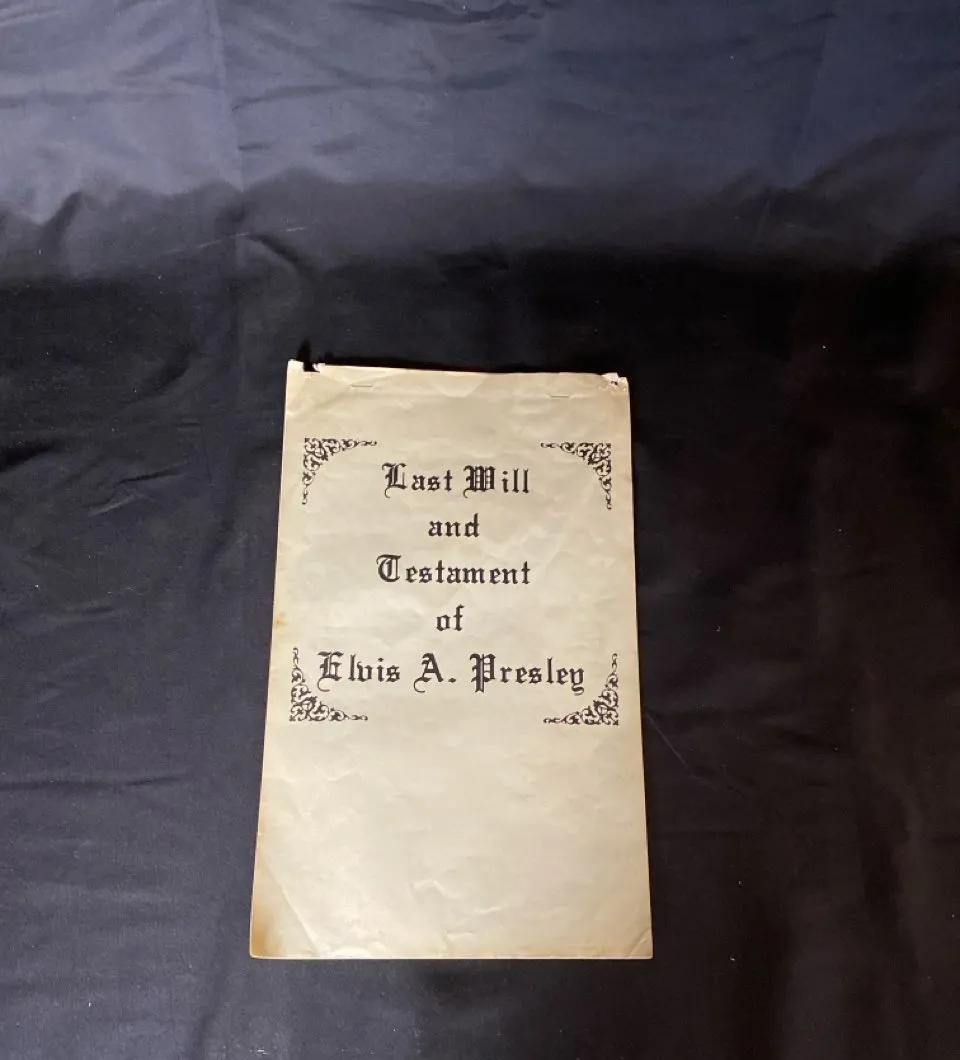 Last Will
and
Testament
of
Elvis A. Presley